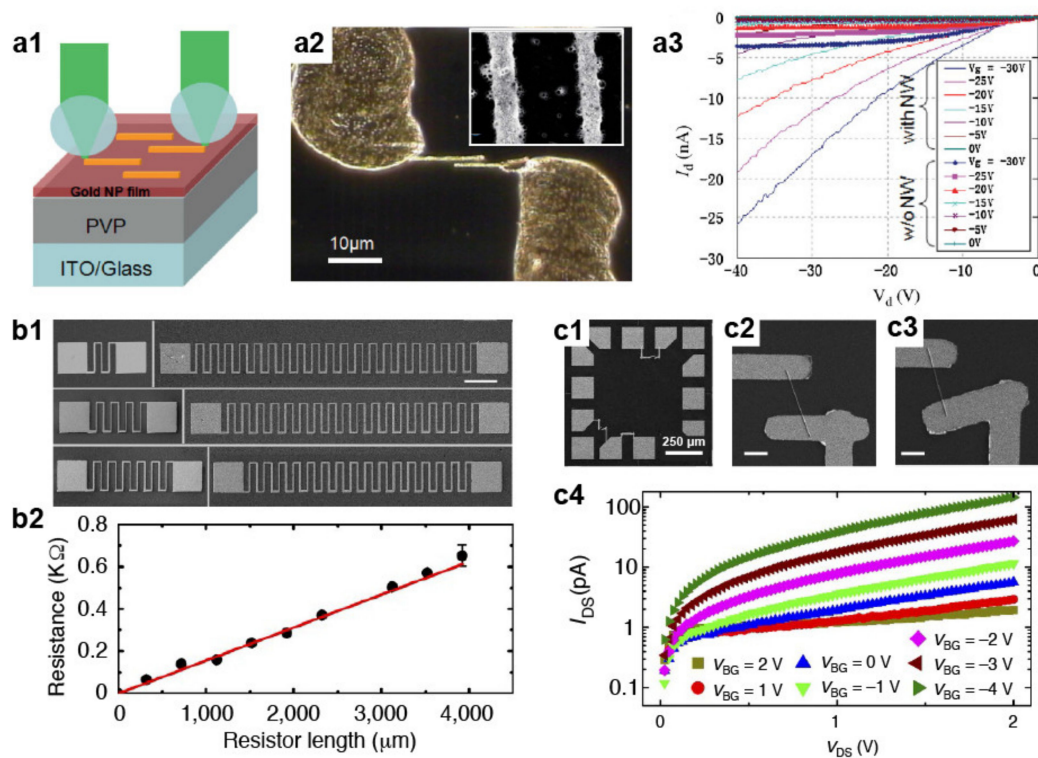 a1
Gold NP film
PVP
ITO/Glass
a2
10µm
a3
I_d (nA)
0
-5
-10
-15
-20
-25
-30
-40
-30
-20
-10
0
V_d (V)
with NW
Vg = -30V
-25V
-20V
-15V
-10V
-5V
0V
w/o NW
Vg = -30V
-25V
-20V
-15V
-10V
-5V
0V
b1
b2
Resistance (KΩ)
0.8
0.6
0.4
0.2
0
0
1,000
2,000
3,000
4,000
Resistor length (µm)
c1
250 µm
c2
c3
c4
I_DS(pA)
100
10
1
0.1
V_BG = 2 V
V_BG = 1 V
V_BG = 0 V
V_BG = -1 V
V_BG = -2 V
V_BG = -3 V
V_BG = -4 V
0
1
2
V_DS (V)